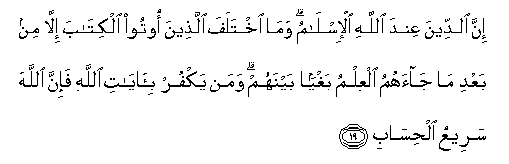 إِنَّ ٱلدِّينَ عِندَ ٱللَّهِ ٱلْإِسْلَـٰمُ ۗ وَمَا ٱخْتَلَفَ ٱلَّذِينَ أُوتُوا۟ ٱلْكِتَـٰبَ إِلَّا مِنۢ
بَعْدِ مَا جَآءَهُمُ ٱلْعِلْمُ بَغْيًۢا بَيْنَهُمْ ۗ وَمَن يَكْفُرْ بِـَٔايَـٰتِ ٱللَّهِ فَإِنَّ ٱللَّهَ
سَرِيعُ ٱلْحِسَابِ ١٩